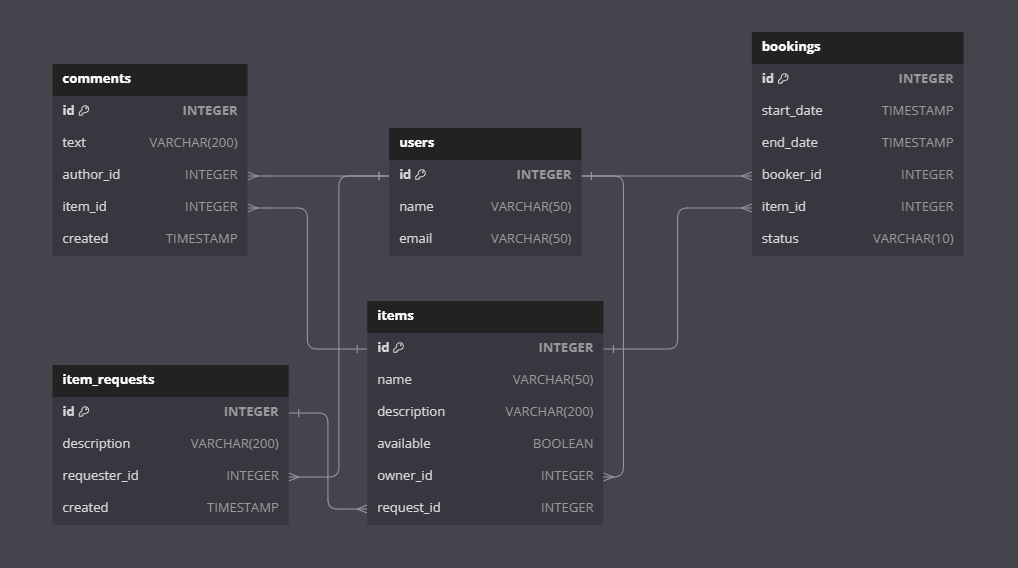 comments
id INTEGER
text VARCHAR(200)
author_id INTEGER
item_id INTEGER
created TIMESTAMP
users
id INTEGER
name VARCHAR(50)
email VARCHAR(50)
bookings
id INTEGER
start_date TIMESTAMP
end_date TIMESTAMP
booker_id INTEGER
item_id INTEGER
status VARCHAR(10)
item_requests
id INTEGER
description VARCHAR(200)
requester_id INTEGER
created TIMESTAMP
items
id INTEGER
name VARCHAR(50)
description VARCHAR(200)
available BOOLEAN
owner_id INTEGER
request_id INTEGER